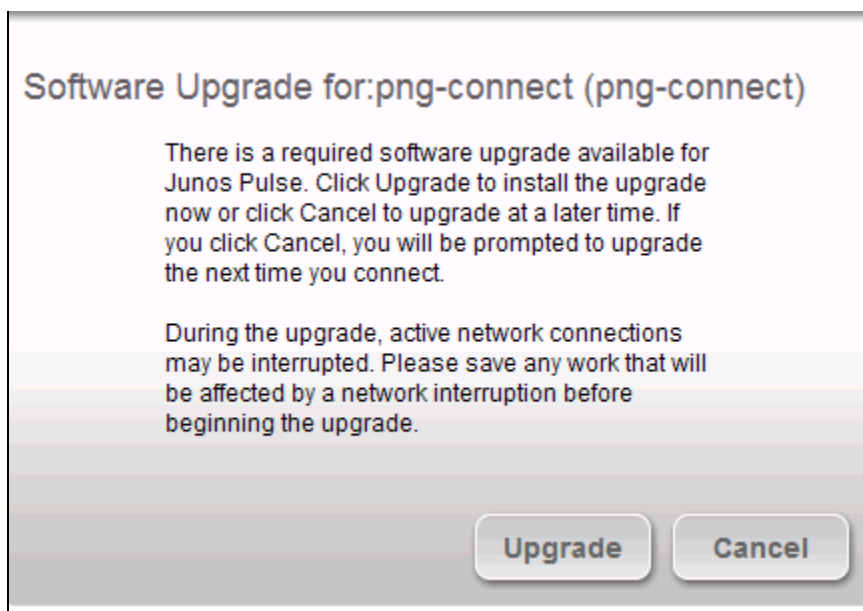 Software Upgrade for:png-connect (png-connect)
There is a required software upgrade available for
Junos Pulse. Click Upgrade to install the upgrade
now or click Cancel to upgrade at a later time. If
you click Cancel, you will be prompted to upgrade
the next time you connect.
During the upgrade, active network connections
may be interrupted. Please save any work that will
be affected by a network interruption before
beginning the upgrade.
Upgrade
Cancel